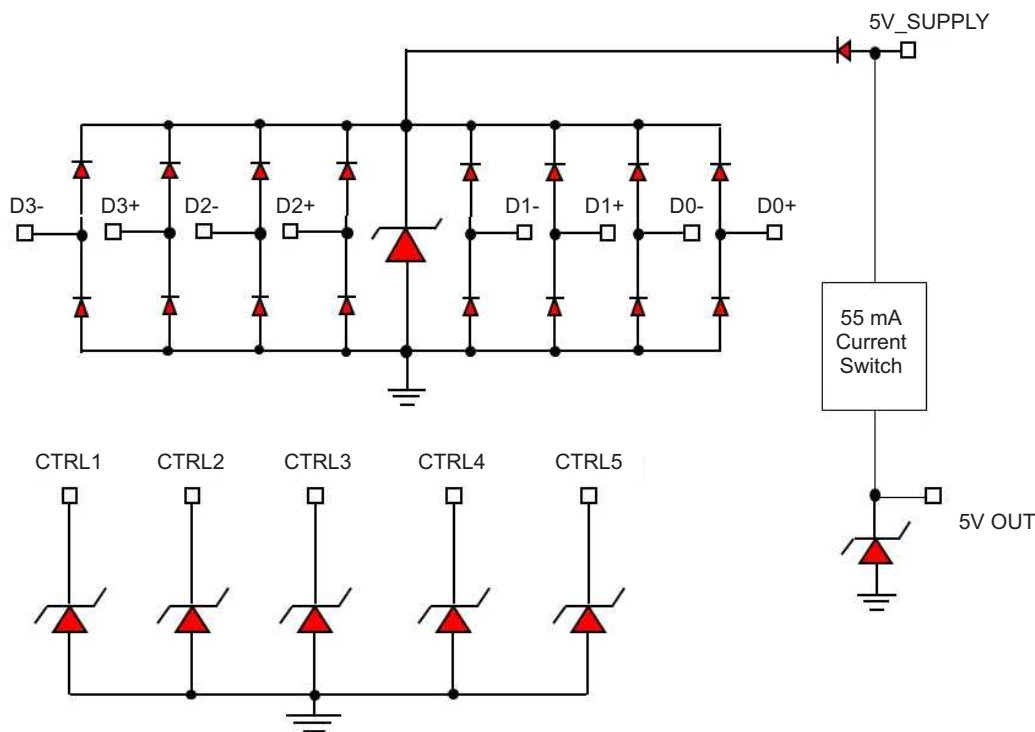 5V_SUPPLY
D3-
D3+
D2-
D2+
D1-
D1+
D0-
D0+
55 mA
Current
Switch
CTRL1
CTRL2
CTRL3
CTRL4
CTRL5
5V OUT